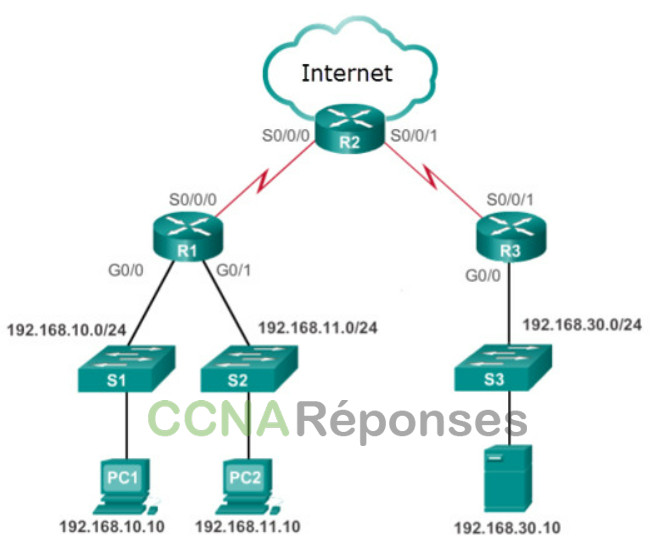 Internet
S0/0/0
R2
S0/0/1
S0/0/0
S0/0/1
R1
R3
G0/0
G0/1
G0/0
192.168.10.0/24
192.168.11.0/24
192.168.30.0/24
S1
S2
S3
CCNA Réponses
PC1
PC2
192.168.10.10
192.168.11.10
192.168.30.10